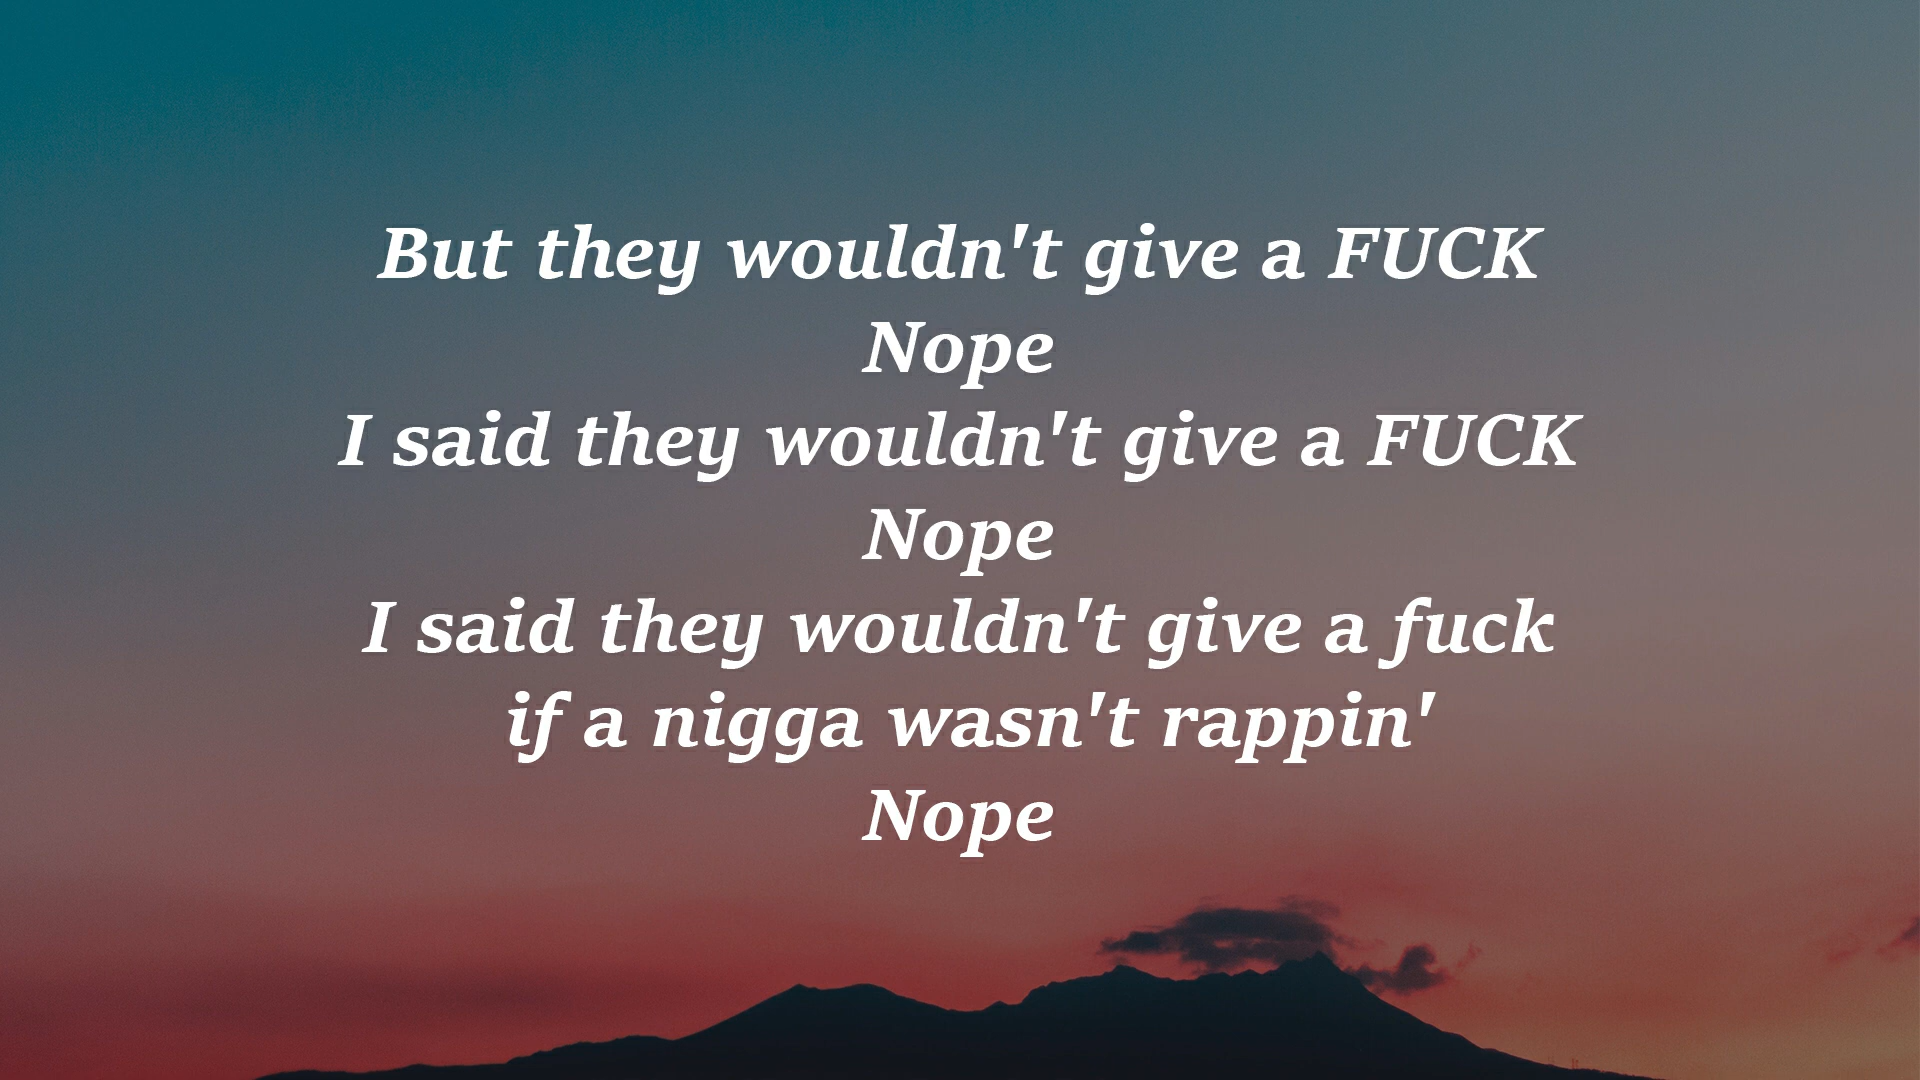 But they wouldn't give a FUCK
Nope
I said they wouldn't give a FUCK
Nope
I said they wouldn't give a fuck
if a nigga wasn't rappin'
Nope